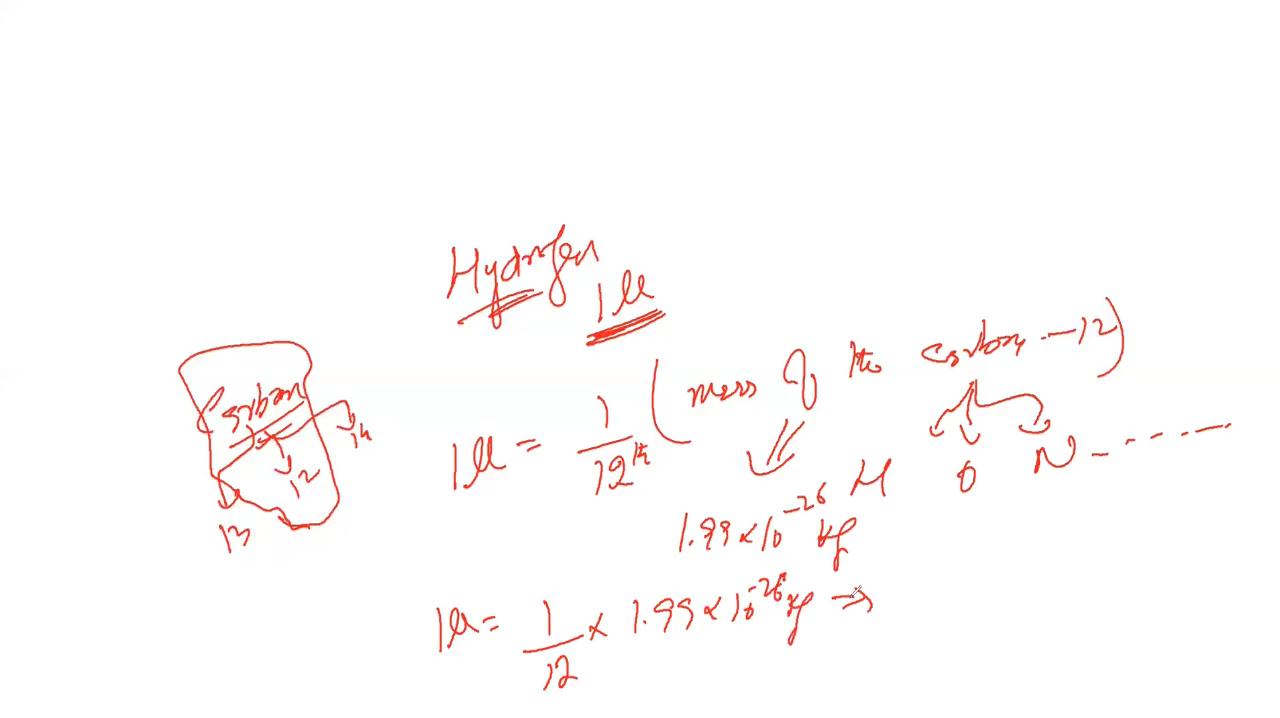 Hydrogen
1u
Carbon
14
12
13
1u = 1/12th (mass of the carbon - 12)
H O N - - - - -
1.99 × 10^-26 kg
1u = 1/12 × 1.99 × 10^-26 kg →